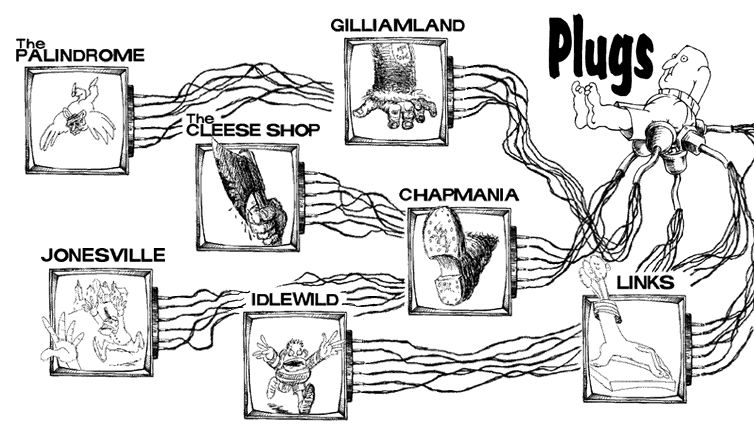 GILLIAMLAND
Plugs
The
PALINDROME
The
CLEESE SHOP
CHAPMANIA
JONESVILLE
IDLEWILD
LINKS